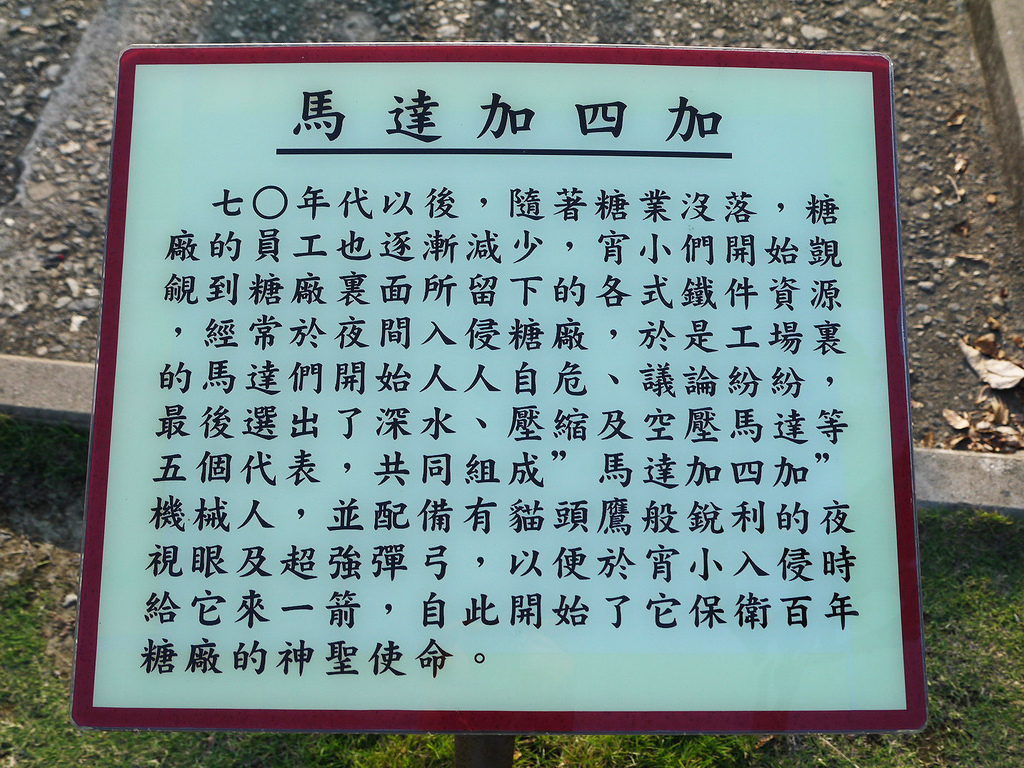 馬達加四加
七〇年代以後，隨著糖業沒落，糖
廠的員工也逐漸減少，宵小們開始覬
覦到糖廠裏面所留下的各式鐵件資源
，經常於夜間入侵糖廠，於是工場裏
的馬達們開始人人自危、議論紛紛，
最後選出了深水、壓縮及空壓馬達等
五個代表，共同組成”馬達加四加”
機械人，並配備有貓頭鷹般銳利的夜
視眼及超強彈弓，以便於宵小入侵時
給它來一箭，自此開始了它保衛百年
糖廠的神聖使命。